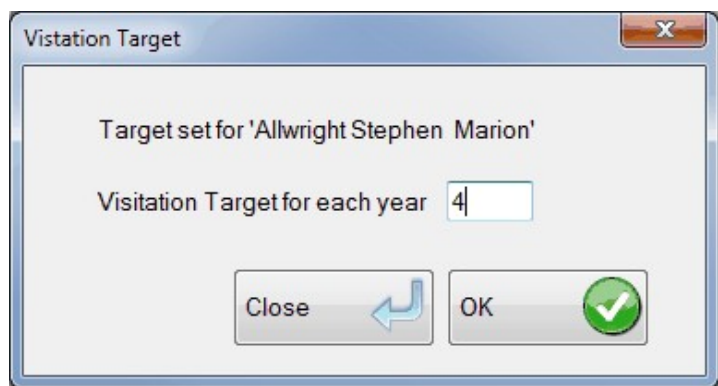 Vistation Target
Target set for 'Allwright Stephen  Marion'
Visitation Target for each year 4
Close OK